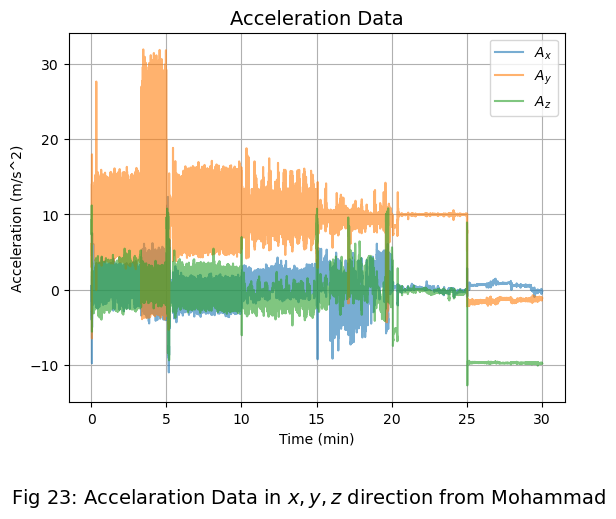 Acceleration Data
A_x
A_y
A_z
Acceleration (m/s^2)
30
20
10
0
−10
0 5 10 15 20 25 30
Time (min)
Fig 23: Accelaration Data in x, y, z direction from Mohammad